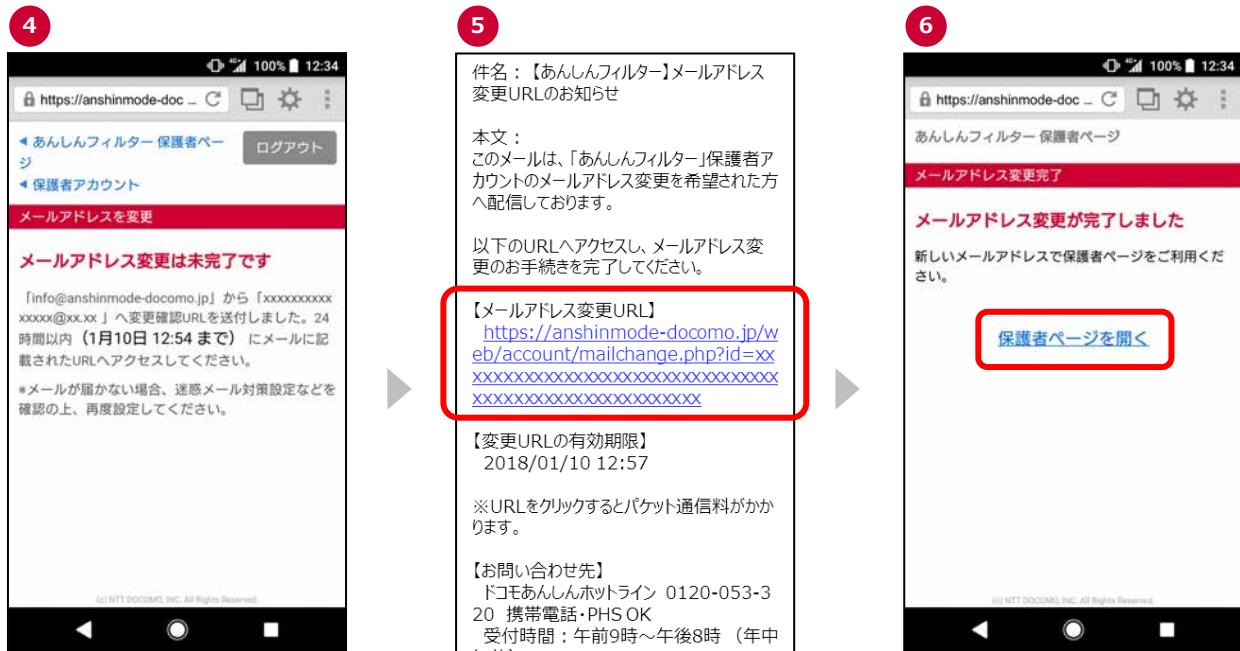 4
100% 12:34
https://anshinmode-doc ...
◀ あんしんフィルター 保護者ペー
ジ
ログアウト
◀ 保護者アカウント
メールアドレスを変更
メールアドレス変更は未完了です
「info@anshinmode-docomo.jp」から「xxxxxxxxxx
xxxxx@xx.xx 」へ変更確認URLを送付しました。24
時間以内（1月10日 12:54 まで）にメールに記
載されたURLへアクセスしてください。
※メールが届かない場合、迷惑メール対策設定などを
確認の上、再度設定してください。
(c) NTT DOCOMO, INC. All Rights Reserved.
5
件名：【あんしんフィルター】メールアドレス
変更URLのお知らせ
本文：
このメールは、「あんしんフィルター」保護者ア
カウントのメールアドレス変更を希望された方
へ配信しております。
以下のURLへアクセスし、メールアドレス変
更のお手続きを完了してください。
【メールアドレス変更URL】
https://anshinmode-docomo.jp/w
eb/account/mailchange.php?id=xx
xxxxxxxxxxxxxxxxxxxxxxxxxxxxxxx
xxxxxxxxxxxxxxxxxxxxxxx
【変更URLの有効期限】
2018/01/10 12:57
※URLをクリックするとパケット通信料がかか
ります。
【お問い合わせ先】
ドコモあんしんホットライン 0120-053-3
20 携帯電話・PHS OK
受付時間：午前9時～午後8時 （年中
6
100% 12:34
https://anshinmode-doc ...
あんしんフィルター 保護者ページ
メールアドレス変更完了
メールアドレス変更が完了しました
新しいメールアドレスで保護者ページをご利用くだ
さい。
保護者ページを開く
(c) NTT DOCOMO, INC. All Rights Reserved.